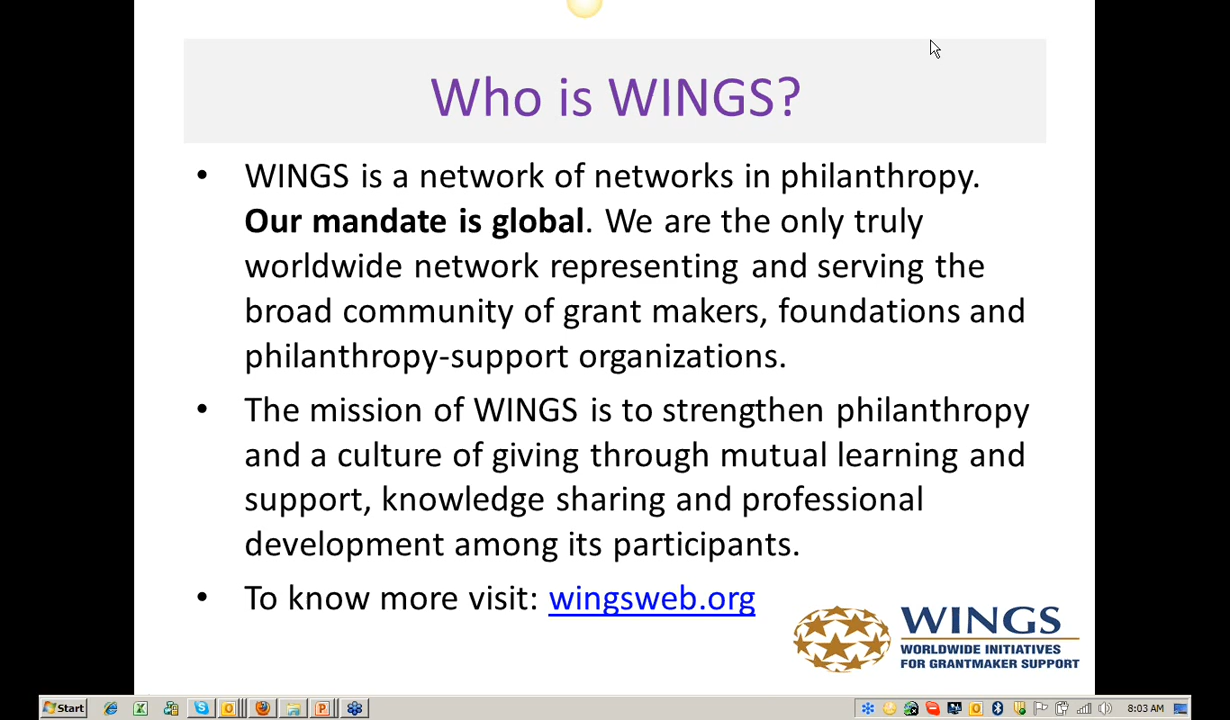 Who is WINGS?
• WINGS is a network of networks in philanthropy.
Our mandate is global. We are the only truly
worldwide network representing and serving the
broad community of grant makers, foundations and
philanthropy-support organizations.
• The mission of WINGS is to strengthen philanthropy
and a culture of giving through mutual learning and
support, knowledge sharing and professional
development among its participants.
• To know more visit: wingsweb.org
WINGS
WORLDWIDE INITIATIVES
FOR GRANTMAKER SUPPORT
Start
8:03 AM